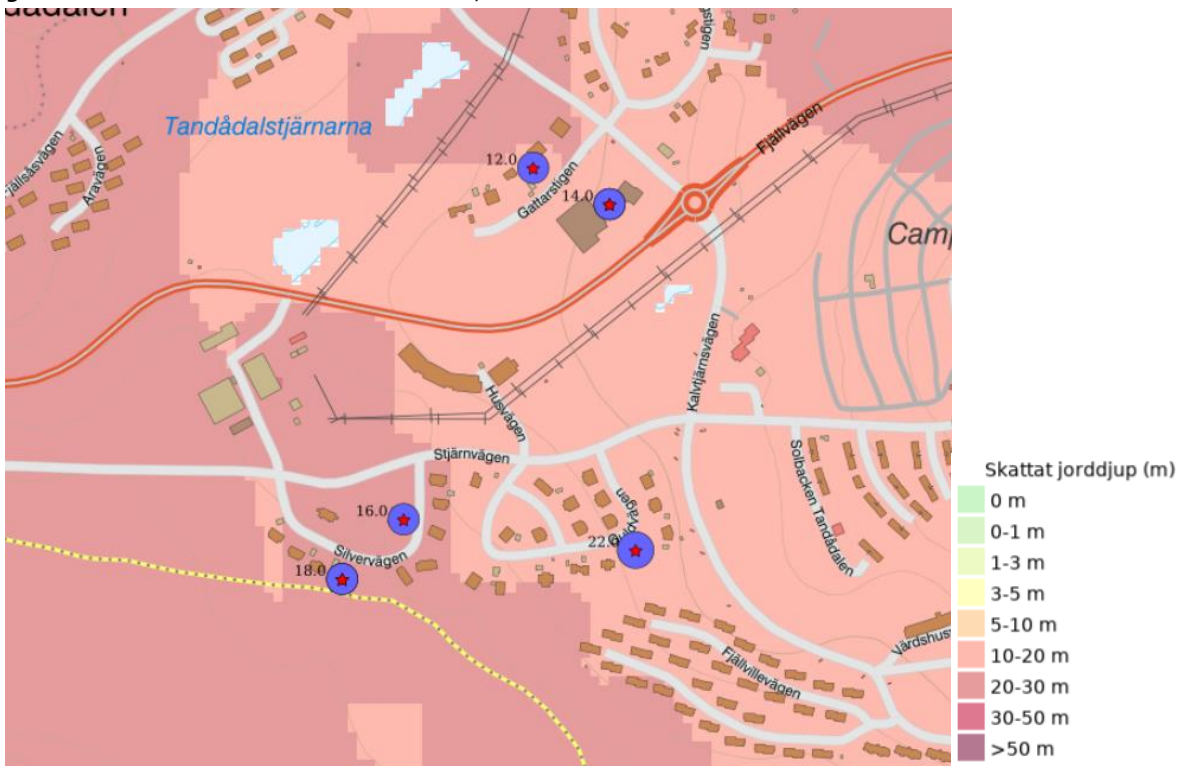 Tandådalstjärnarna
Fjällvägen
12.0
Gattarstigen
14.0
Aravägen
Kalvtjärnsvägen
Husvägen
Stjärnvägen
Solbacken Tandådalen
16.0
22.0
Silvervägen
18.0
Fjällvillevägen
Skattat jorddjup (m)
0 m
0-1 m
1-3 m
3-5 m
5-10 m
10-20 m
20-30 m
30-50 m
>50 m